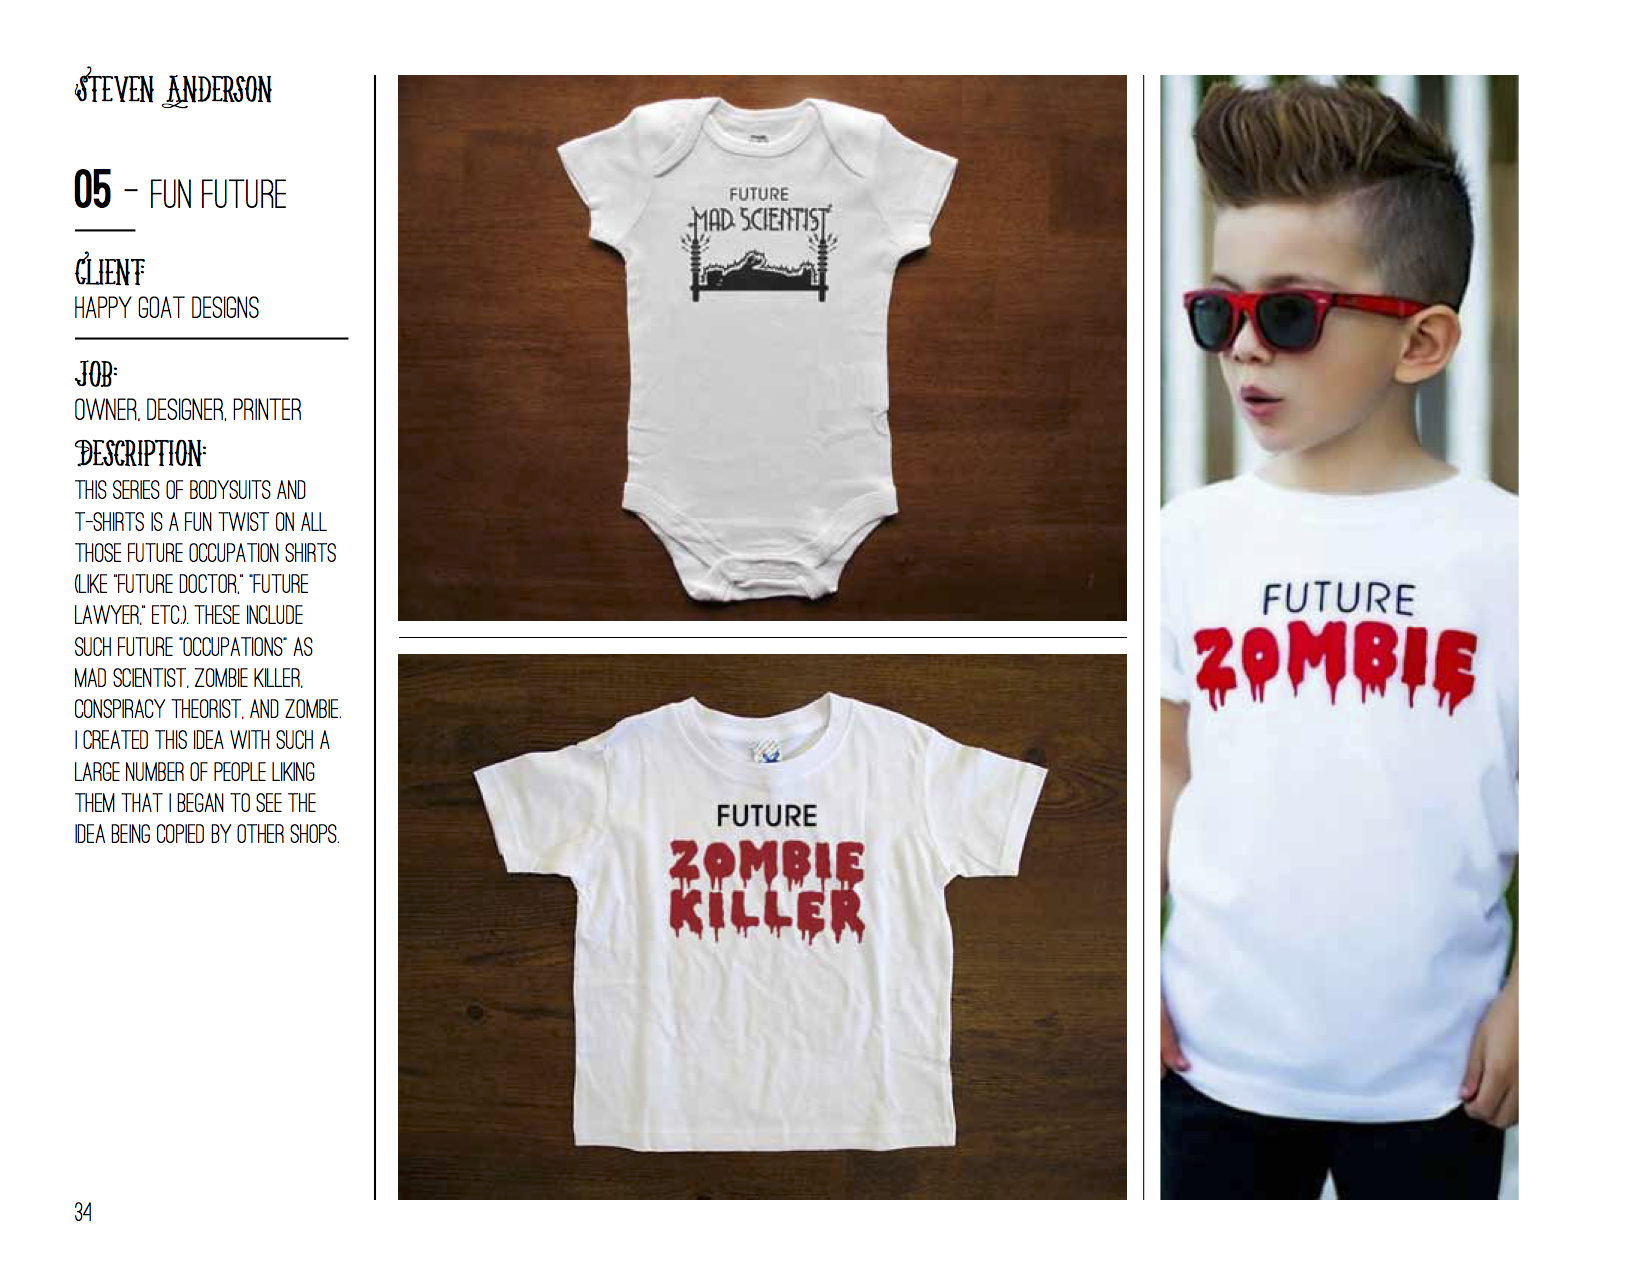 STEVEN ANDERSON
05 - FUN FUTURE
CLIENT
HAPPY GOAT DESIGNS
JOB:
OWNER, DESIGNER, PRINTER
DESCRIPTION:
THIS SERIES OF BODYSUITS AND
T-SHIRTS IS A FUN TWIST ON ALL
THOSE FUTURE OCCUPATION SHIRTS
(LIKE "FUTURE DOCTOR," "FUTURE
LAWYER," ETC.). THESE INCLUDE
SUCH FUTURE "OCCUPATIONS" AS
MAD SCIENTIST, ZOMBIE KILLER,
CONSPIRACY THEORIST, AND ZOMBIE.
I CREATED THIS IDEA WITH SUCH A
LARGE NUMBER OF PEOPLE LIKING
THEM THAT I BEGAN TO SEE THE
IDEA BEING COPIED BY OTHER SHOPS.
34
FUTURE
MAD SCIENTIST
FUTURE
ZOMBIE
KILLER
FUTURE
ZOMBIE